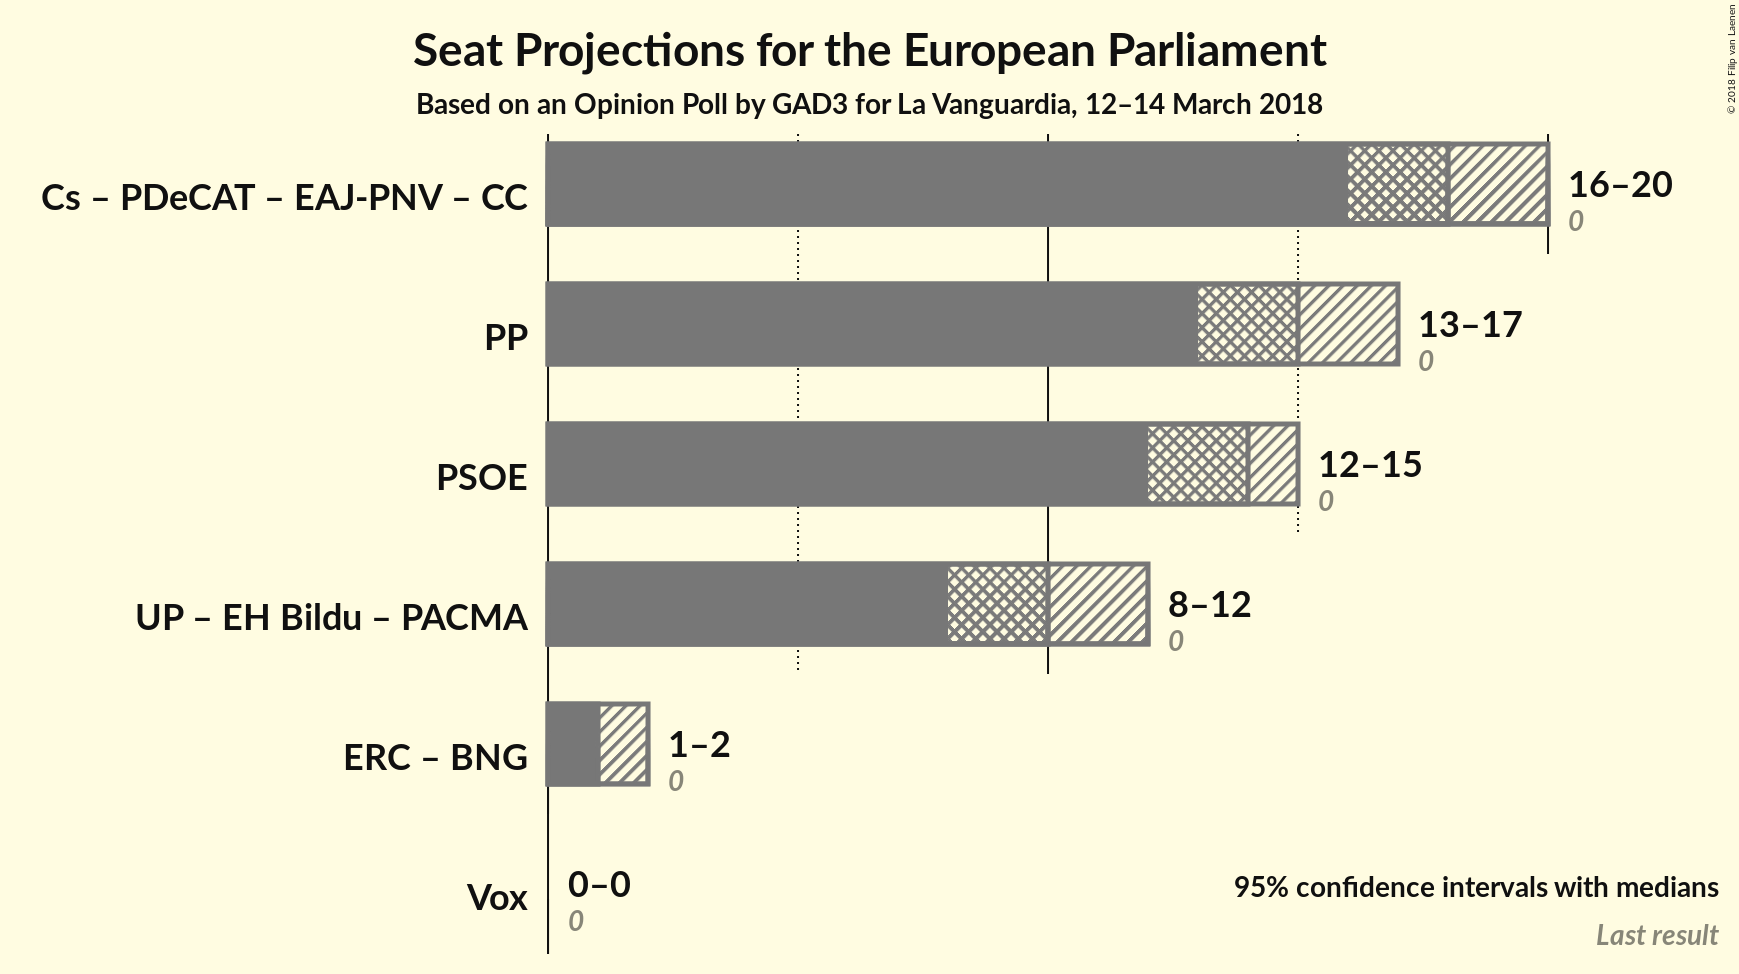 Seat Projections for the European Parliament
Based on an Opinion Poll by GAD3 for La Vanguardia, 12–14 March 2018
© 2018 Filip van Laenen
Cs – PDeCAT – EAJ-PNV – CC
16–20
0
PP
13–17
0
PSOE
12–15
0
UP – EH Bildu – PACMA
8–12
0
ERC – BNG
1–2
0
Vox
0–0
0
95% confidence intervals with medians
Last result